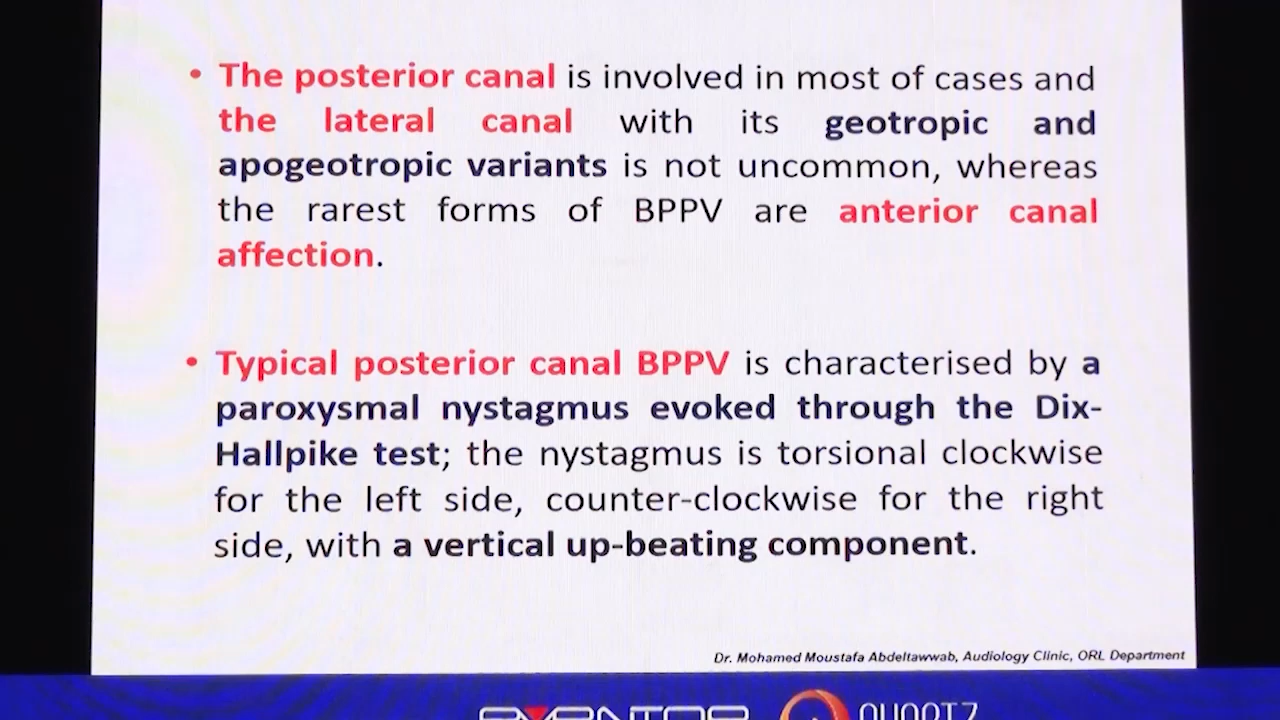 • The posterior canal is involved in most of cases and
the lateral canal with its geotropic and
apogeotropic variants is not uncommon, whereas
the rarest forms of BPPV are anterior canal
affection.
• Typical posterior canal BPPV is characterised by a
paroxysmal nystagmus evoked through the Dix-
Hallpike test; the nystagmus is torsional clockwise
for the left side, counter-clockwise for the right
side, with a vertical up-beating component.
Dr. Mohamed Moustafa Abdeltawwab, Audiology Clinic, ORL Department